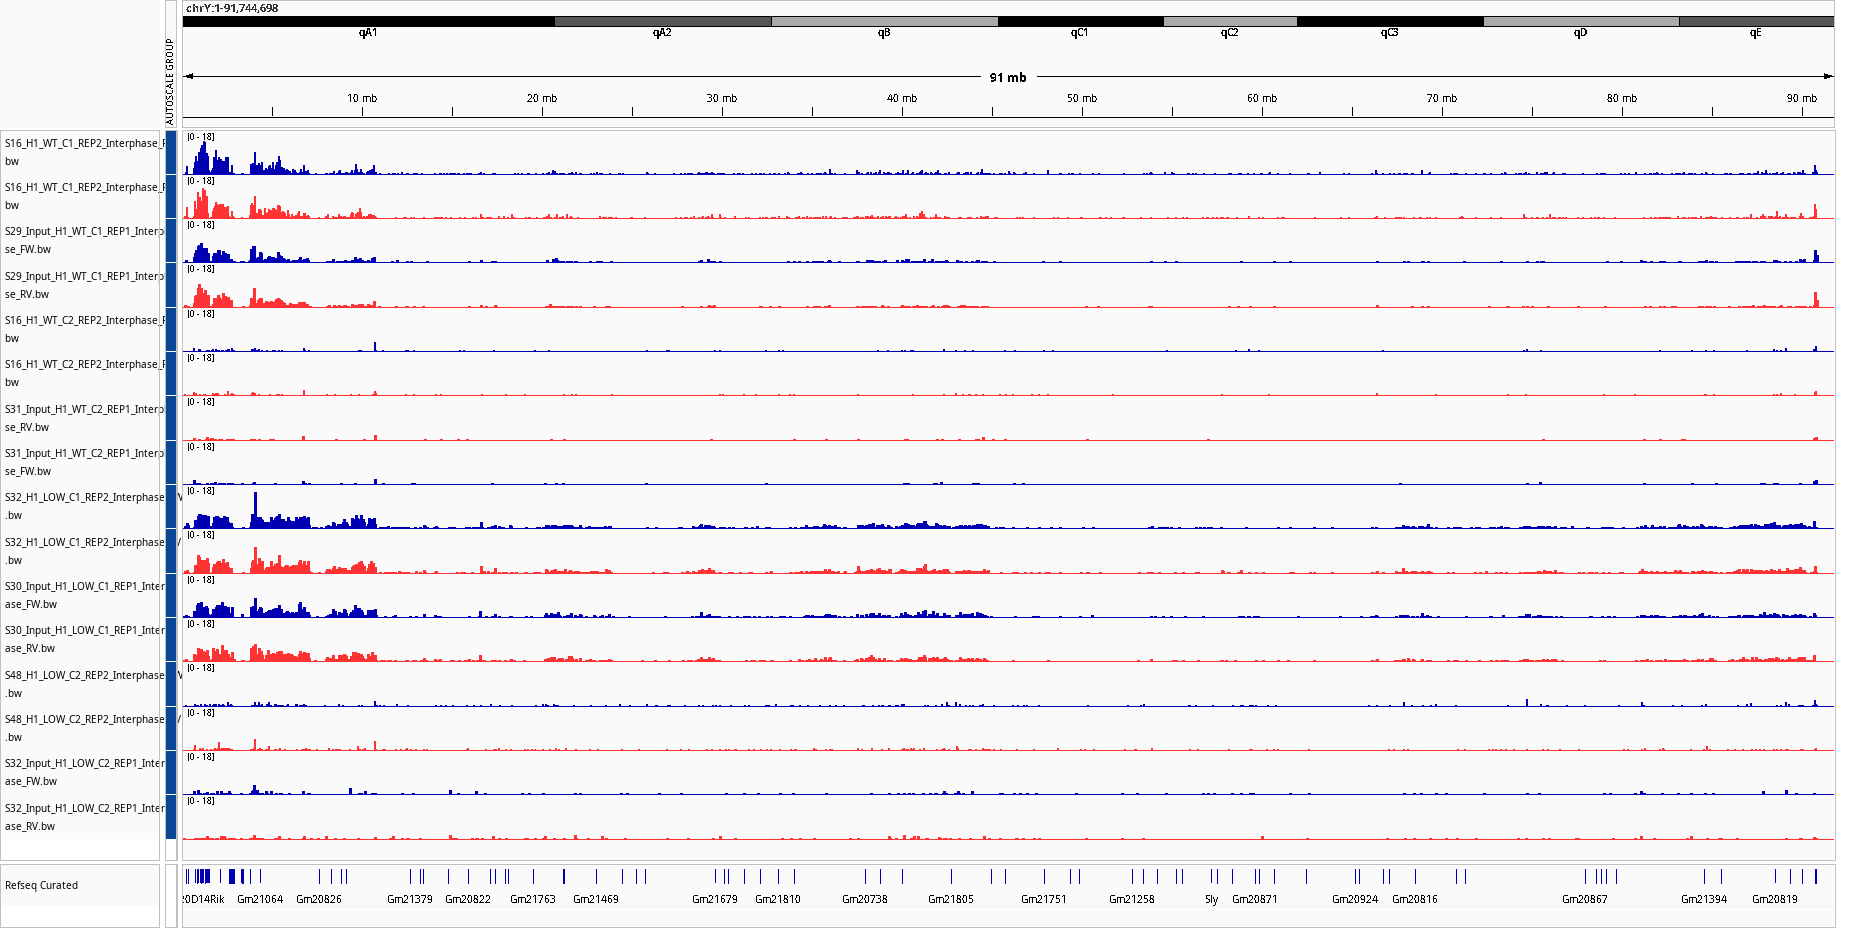 chrY:1-91,744,698
AUTOSCALE GROUP
qA1 qA2 qB qC1 qC2 qC3 qD qE
91 mb
10 mb 20 mb 30 mb 40 mb 50 mb 60 mb 70 mb 80 mb 90 mb
[0 - 18]
S16_H1_WT_C1_REP2_Interphase_F
bw
[0 - 18]
S16_H1_WT_C1_REP2_Interphase_F
bw
[0 - 18]
S29_Input_H1_WT_C1_REP1_Interp
se_FW.bw
[0 - 18]
S29_Input_H1_WT_C1_REP1_Interp
se_RV.bw
[0 - 18]
S16_H1_WT_C2_REP2_Interphase_F
bw
[0 - 18]
S16_H1_WT_C2_REP2_Interphase_F
bw
[0 - 18]
S31_Input_H1_WT_C2_REP1_Interp
se_RV.bw
[0 - 18]
S31_Input_H1_WT_C2_REP1_Interp
se_FW.bw
[0 - 18]
S32_H1_LOW_C1_REP2_Interphase
.bw
[0 - 18]
S32_H1_LOW_C1_REP2_Interphase
.bw
[0 - 18]
S30_Input_H1_LOW_C1_REP1_Inter
ase_FW.bw
[0 - 18]
S30_Input_H1_LOW_C1_REP1_Inter
ase_RV.bw
[0 - 18]
S48_H1_LOW_C2_REP2_Interphase
.bw
[0 - 18]
S48_H1_LOW_C2_REP2_Interphase
.bw
[0 - 18]
S32_Input_H1_LOW_C2_REP1_Inter
ase_FW.bw
[0 - 18]
S32_Input_H1_LOW_C2_REP1_Inter
ase_RV.bw
Refseq Curated
0D14Rik Gm21064 Gm20826 Gm21379 Gm20822 Gm21763 Gm21469 Gm21679 Gm21810 Gm20738 Gm21805 Gm21751 Gm21258 Sly Gm20871 Gm20924 Gm20816 Gm20867 Gm21394 Gm20819